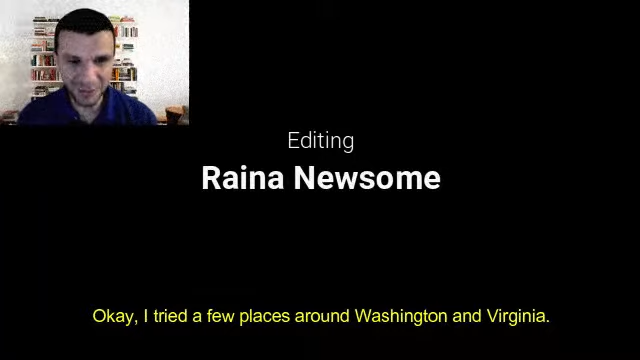 Editing
Raina Newsome
Okay, I tried a few places around Washington and Virginia.